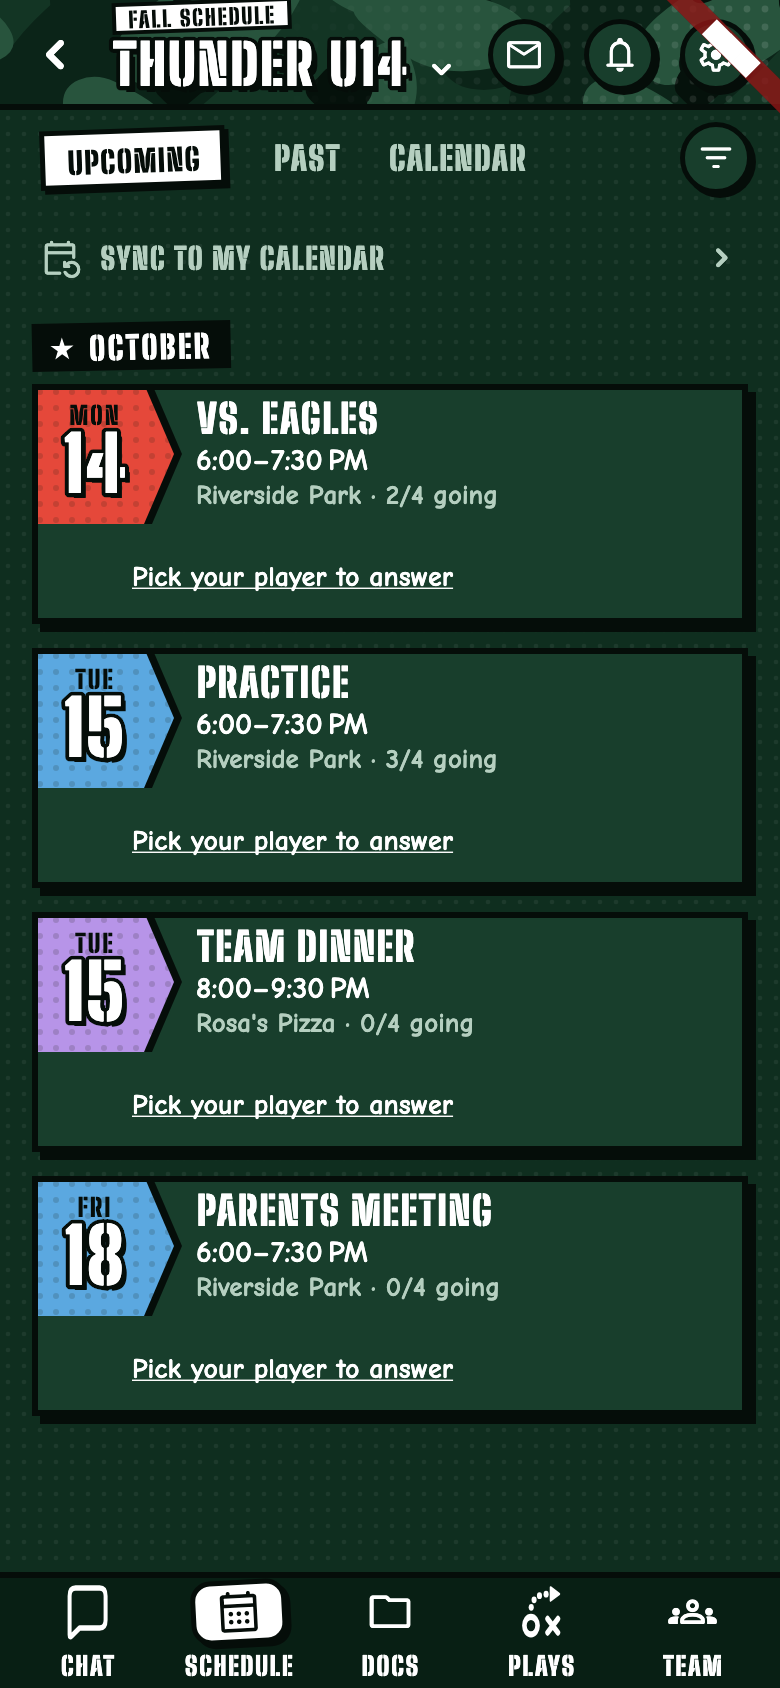 FALL SCHEDULE
THUNDER U14
UPCOMING PAST CALENDAR
SYNC TO MY CALENDAR
★ OCTOBER
MON
14
VS. EAGLES
6:00–7:30 PM
Riverside Park · 2/4 going
Pick your player to answer
TUE
15
PRACTICE
6:00–7:30 PM
Riverside Park · 3/4 going
Pick your player to answer
TUE
15
TEAM DINNER
8:00–9:30 PM
Rosa's Pizza · 0/4 going
Pick your player to answer
FRI
18
PARENTS MEETING
6:00–7:30 PM
Riverside Park · 0/4 going
Pick your player to answer
CHAT SCHEDULE DOCS PLAYS TEAM